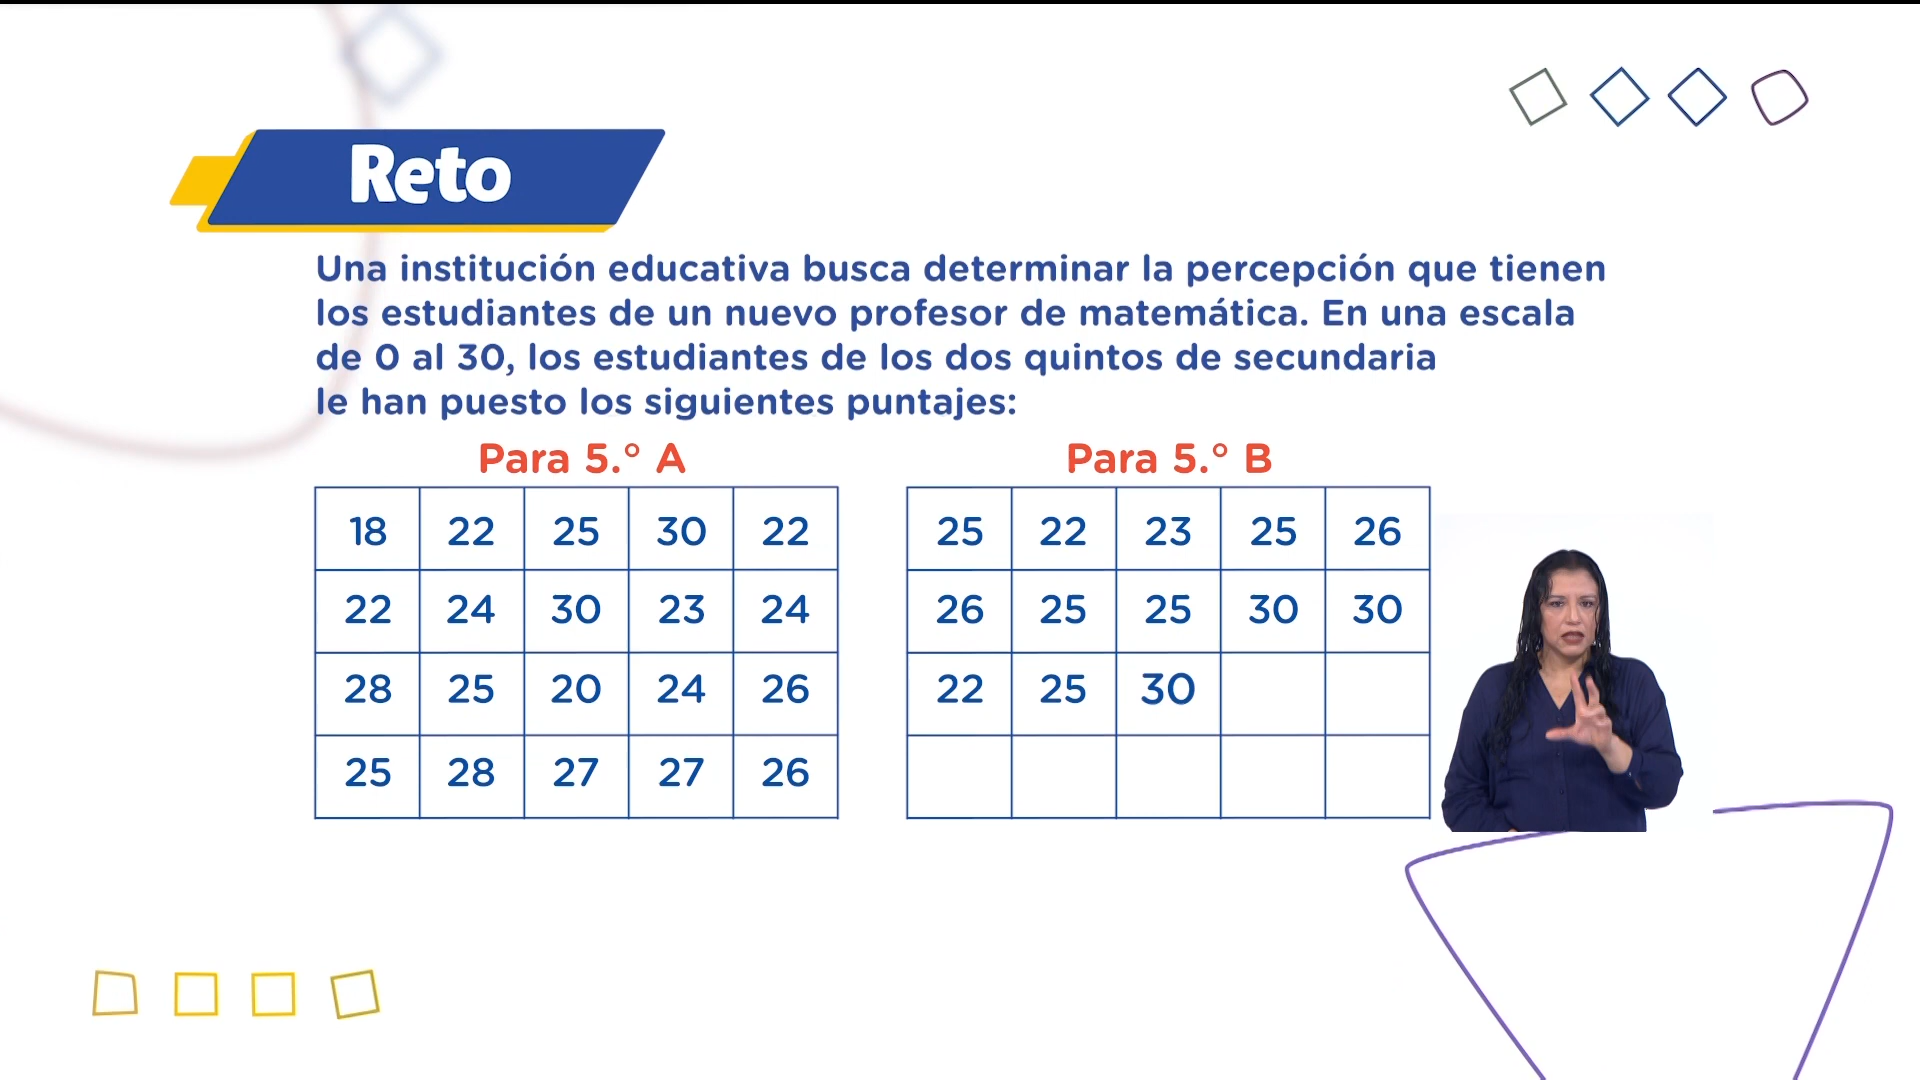 Reto
Una institución educativa busca determinar la percepción que tienen
los estudiantes de un nuevo profesor de matemática. En una escala
de 0 al 30, los estudiantes de los dos quintos de secundaria
le han puesto los siguientes puntajes:
Para 5.° A
18 22 25 30 22
22 24 30 23 24
28 25 20 24 26
25 28 27 27 26
Para 5.° B
25 22 23 25 26
26 25 25 30 30
22 25 30